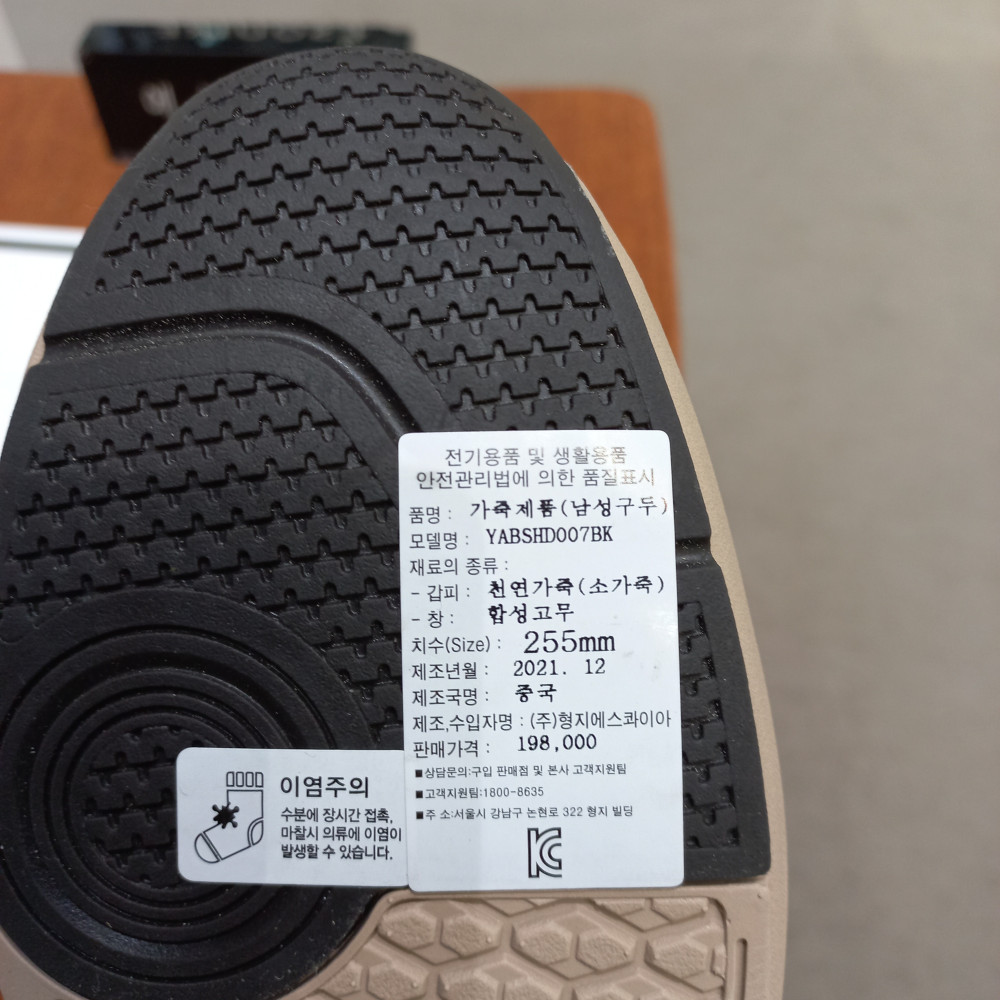 전기용품 및 생활용품
안전관리법에 의한 품질표시
품명 : 가죽제품(남성구두)
모델명 : YABSHD007BK
재료의 종류 :
- 갑피 : 천연가죽(소가죽)
- 창 : 합성고무
치수(Size) : 255mm
제조년월 : 2021. 12
제조국명 : 중국
제조,수입자명 : (주)형지에스콰이아
판매가격 : 198,000
■상담문의:구입 판매점 및 본사 고객지원팀
■고객지원팀:1800-8635
■주 소:서울시 강남구 논현로 322 형지 빌딩
KC
이염주의
수분에 장시간 접촉,
마찰시 의류에 이염이
발생할 수 있습니다.